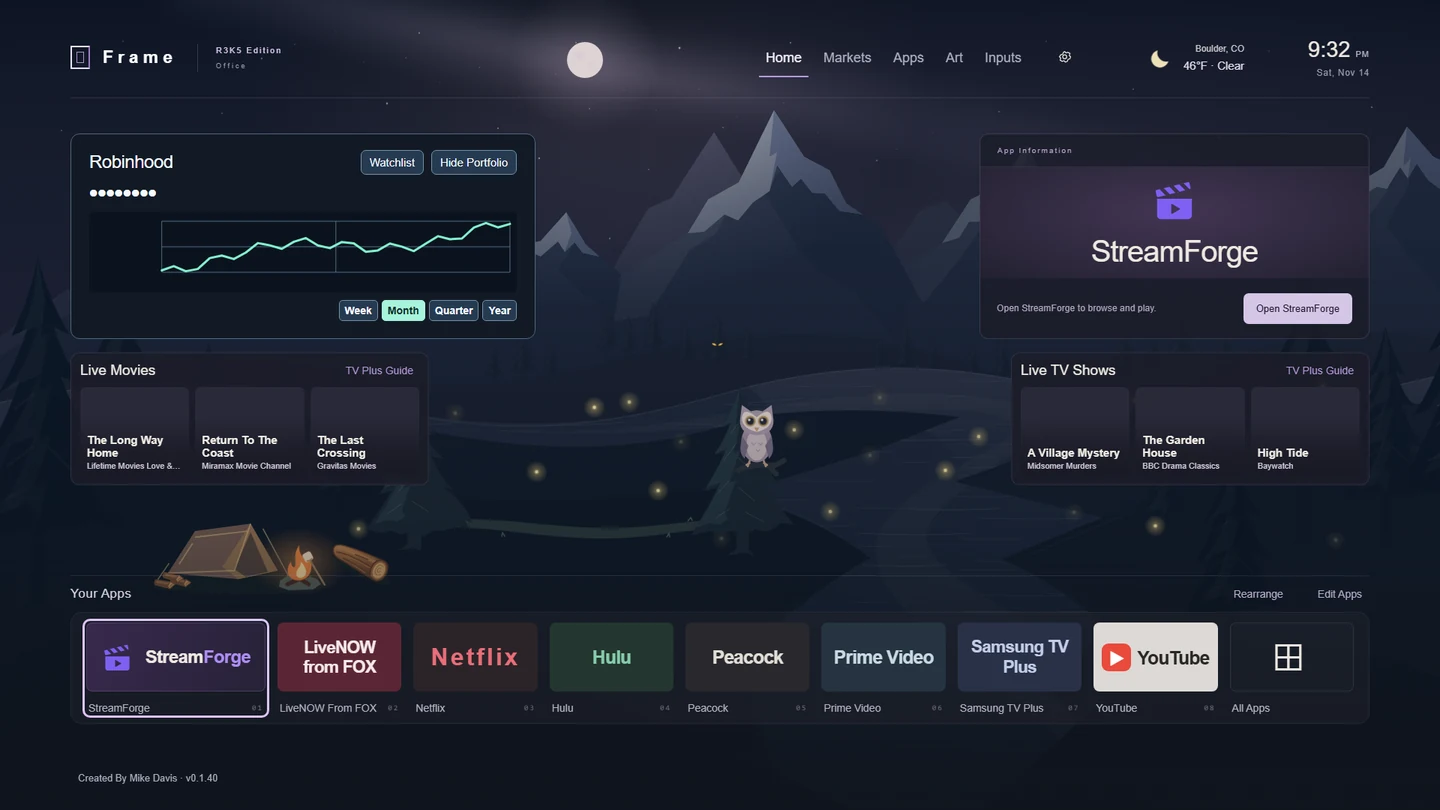 Frame
R3K5 Edition
Office
Home
Markets
Apps
Art
Inputs
Boulder, CO
46°F · Clear
9:32 PM
Sat, Nov 14
Robinhood
Watchlist
Hide Portfolio
●●●●●●●●
Week
Month
Quarter
Year
App Information
StreamForge
Open StreamForge to browse and play.
Open StreamForge
Live Movies
TV Plus Guide
The Long Way
Home
Lifetime Movies Love &...
Return To The
Coast
Miramax Movie Channel
The Last
Crossing
Gravitas Movies
Live TV Shows
TV Plus Guide
A Village Mystery
Midsomer Murders
The Garden
House
BBC Drama Classics
High Tide
Baywatch
Your Apps
Rearrange
Edit Apps
StreamForge
StreamForge
01
LiveNOW
from FOX
LiveNOW From FOX
02
Netflix
Netflix
03
Hulu
Hulu
04
Peacock
Peacock
05
Prime Video
Prime Video
06
Samsung TV
Plus
Samsung TV Plus
07
YouTube
YouTube
08
All Apps
Created By Mike Davis · v0.1.40